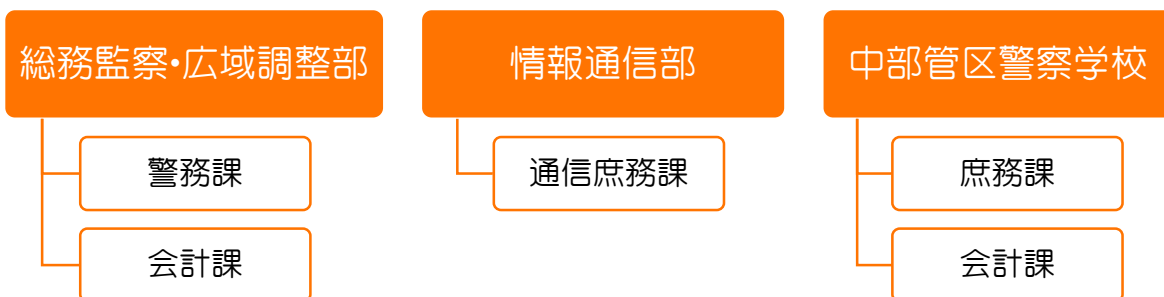 総務監察・広域調整部
警務課
会計課
情報通信部
通信庶務課
中部管区警察学校
庶務課
会計課